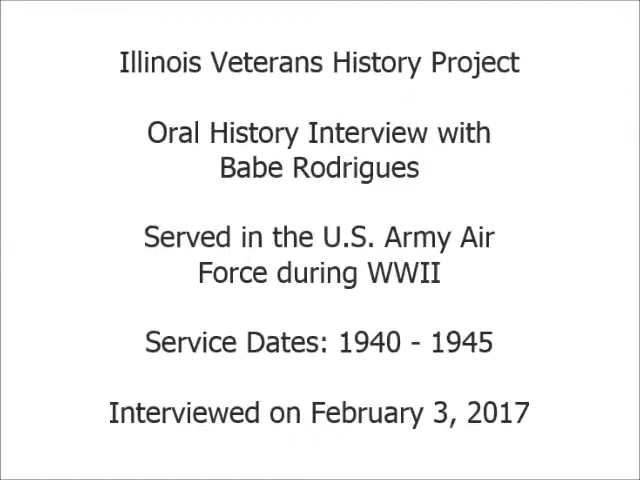 Illinois Veterans History Project
Oral History Interview with
Babe Rodrigues
Served in the U.S. Army Air
Force during WWII
Service Dates: 1940 - 1945
Interviewed on February 3, 2017